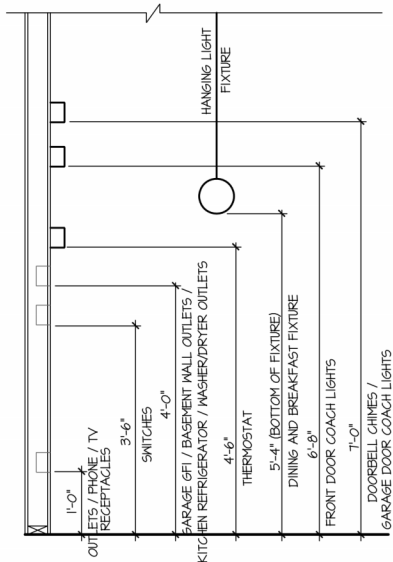 HANGING LIGHT
FIXTURE
1'-0"
OUTLETS / PHONE / TV
RECEPTACLES
3'-6"
SWITCHES
4'-0"
GARAGE GFI / BASEMENT WALL OUTLETS /
KITCHEN REFRIGERATOR / WASHER/DRYER OUTLETS
4'-6"
THERMOSTAT
5'-4" (BOTTOM OF FIXTURE)
DINING AND BREAKFAST FIXTURE
6'-8"
FRONT DOOR COACH LIGHTS
7'-0"
DOORBELL CHIMES /
GARAGE DOOR COACH LIGHTS